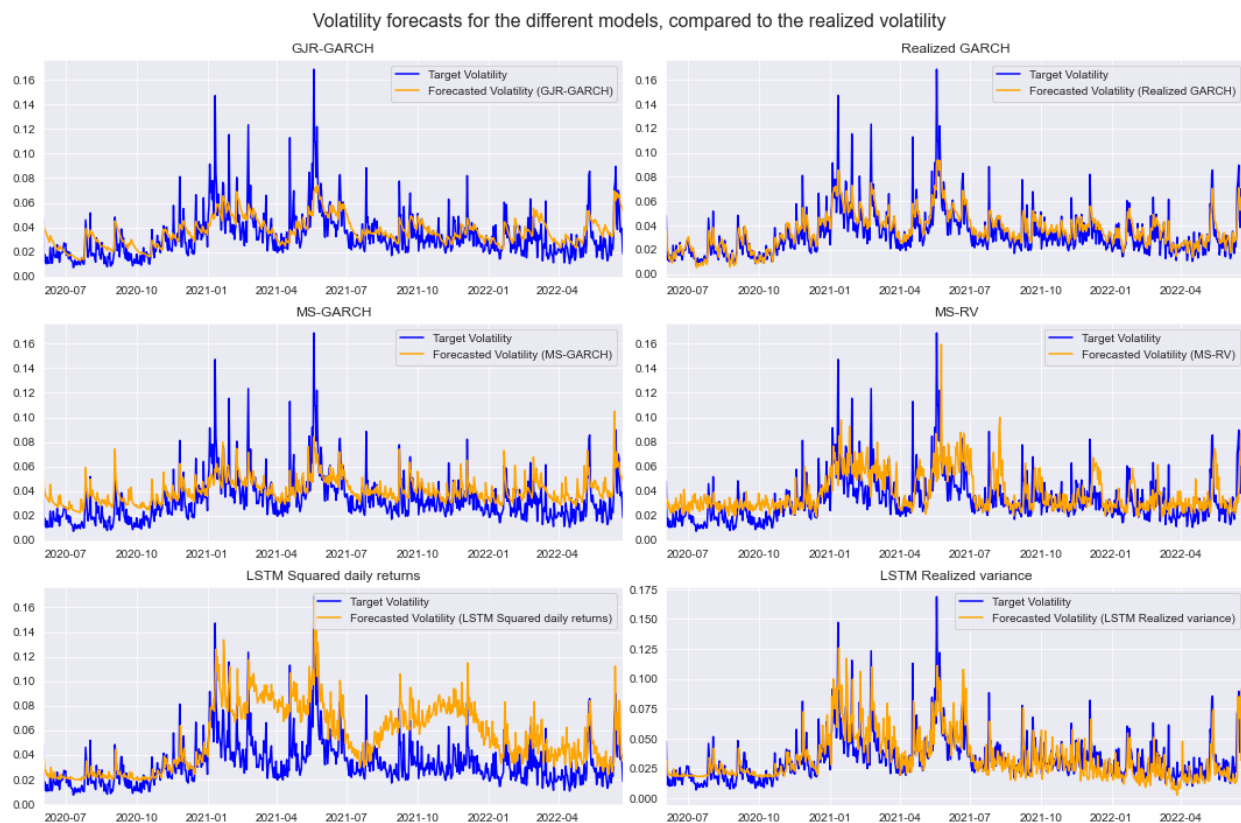 Volatility forecasts for the different models, compared to the realized volatility
GJR-GARCH
Target Volatility
Forecasted Volatility (GJR-GARCH)
0.16
0.14
0.12
0.10
0.08
0.06
0.04
0.02
0.00
2020-07 2020-10 2021-01 2021-04 2021-07 2021-10 2022-01 2022-04
Realized GARCH
Target Volatility
Forecasted Volatility (Realized GARCH)
0.16
0.14
0.12
0.10
0.08
0.06
0.04
0.02
0.00
2020-07 2020-10 2021-01 2021-04 2021-07 2021-10 2022-01 2022-04
MS-GARCH
Target Volatility
Forecasted Volatility (MS-GARCH)
0.16
0.14
0.12
0.10
0.08
0.06
0.04
0.02
0.00
2020-07 2020-10 2021-01 2021-04 2021-07 2021-10 2022-01 2022-04
MS-RV
Target Volatility
Forecasted Volatility (MS-RV)
0.16
0.14
0.12
0.10
0.08
0.06
0.04
0.02
0.00
2020-07 2020-10 2021-01 2021-04 2021-07 2021-10 2022-01 2022-04
LSTM Squared daily returns
Target Volatility
Forecasted Volatility (LSTM Squared daily returns)
0.16
0.14
0.12
0.10
0.08
0.06
0.04
0.02
0.00
2020-07 2020-10 2021-01 2021-04 2021-07 2021-10 2022-01 2022-04
LSTM Realized variance
Target Volatility
Forecasted Volatility (LSTM Realized variance)
0.175
0.150
0.125
0.100
0.075
0.050
0.025
0.000
2020-07 2020-10 2021-01 2021-04 2021-07 2021-10 2022-01 2022-04